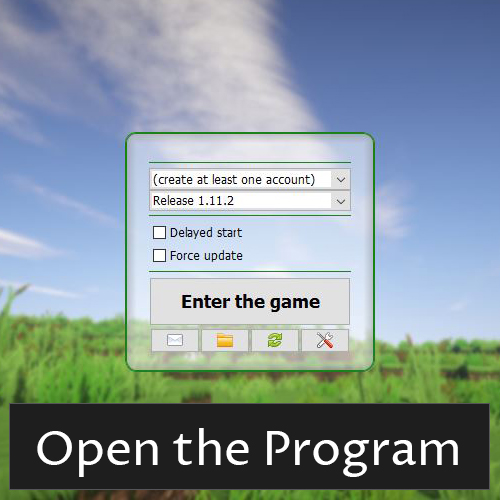 (create at least one account)
Release 1.11.2
Delayed start
Force update
Enter the game
Open the Program